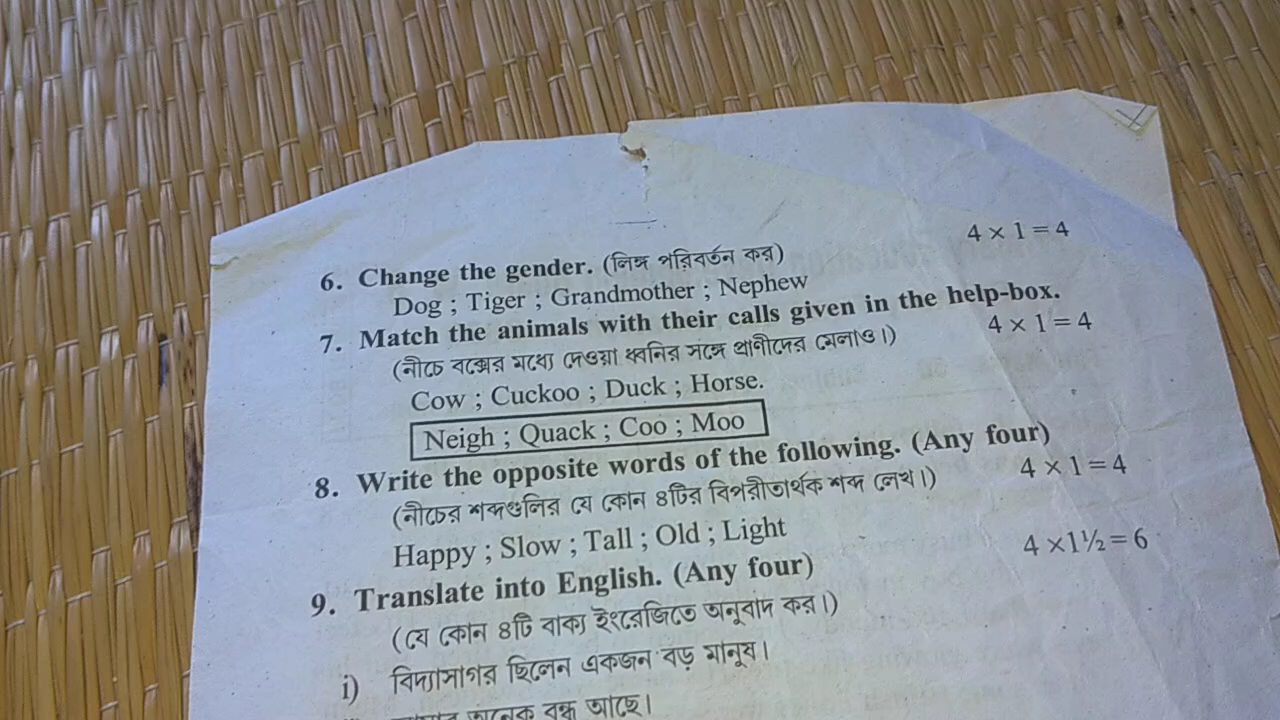 4 × 1 = 4
6. Change the gender. (লিঙ্গ পরিবর্তন কর)
Dog ; Tiger ; Grandmother ; Nephew
7. Match the animals with their calls given in the help-box.
(নীচে বক্সের মধ্যে দেওয়া ধ্বনির সঙ্গে প্রাণীদের মেলাও।) 4 × 1 = 4
Cow ; Cuckoo ; Duck ; Horse.
Neigh ; Quack ; Coo ; Moo
8. Write the opposite words of the following. (Any four)
(নীচের শব্দগুলির যে কোন ৪টির বিপরীতার্থক শব্দ লেখ।) 4 × 1 = 4
Happy ; Slow ; Tall ; Old ; Light
9. Translate into English. (Any four) 4 ×1½ = 6
(যে কোন ৪টি বাক্য ইংরেজিতে অনুবাদ কর।)
i) বিদ্যাসাগর ছিলেন একজন বড় মানুষ।
অনেক বন্ধু আছে।